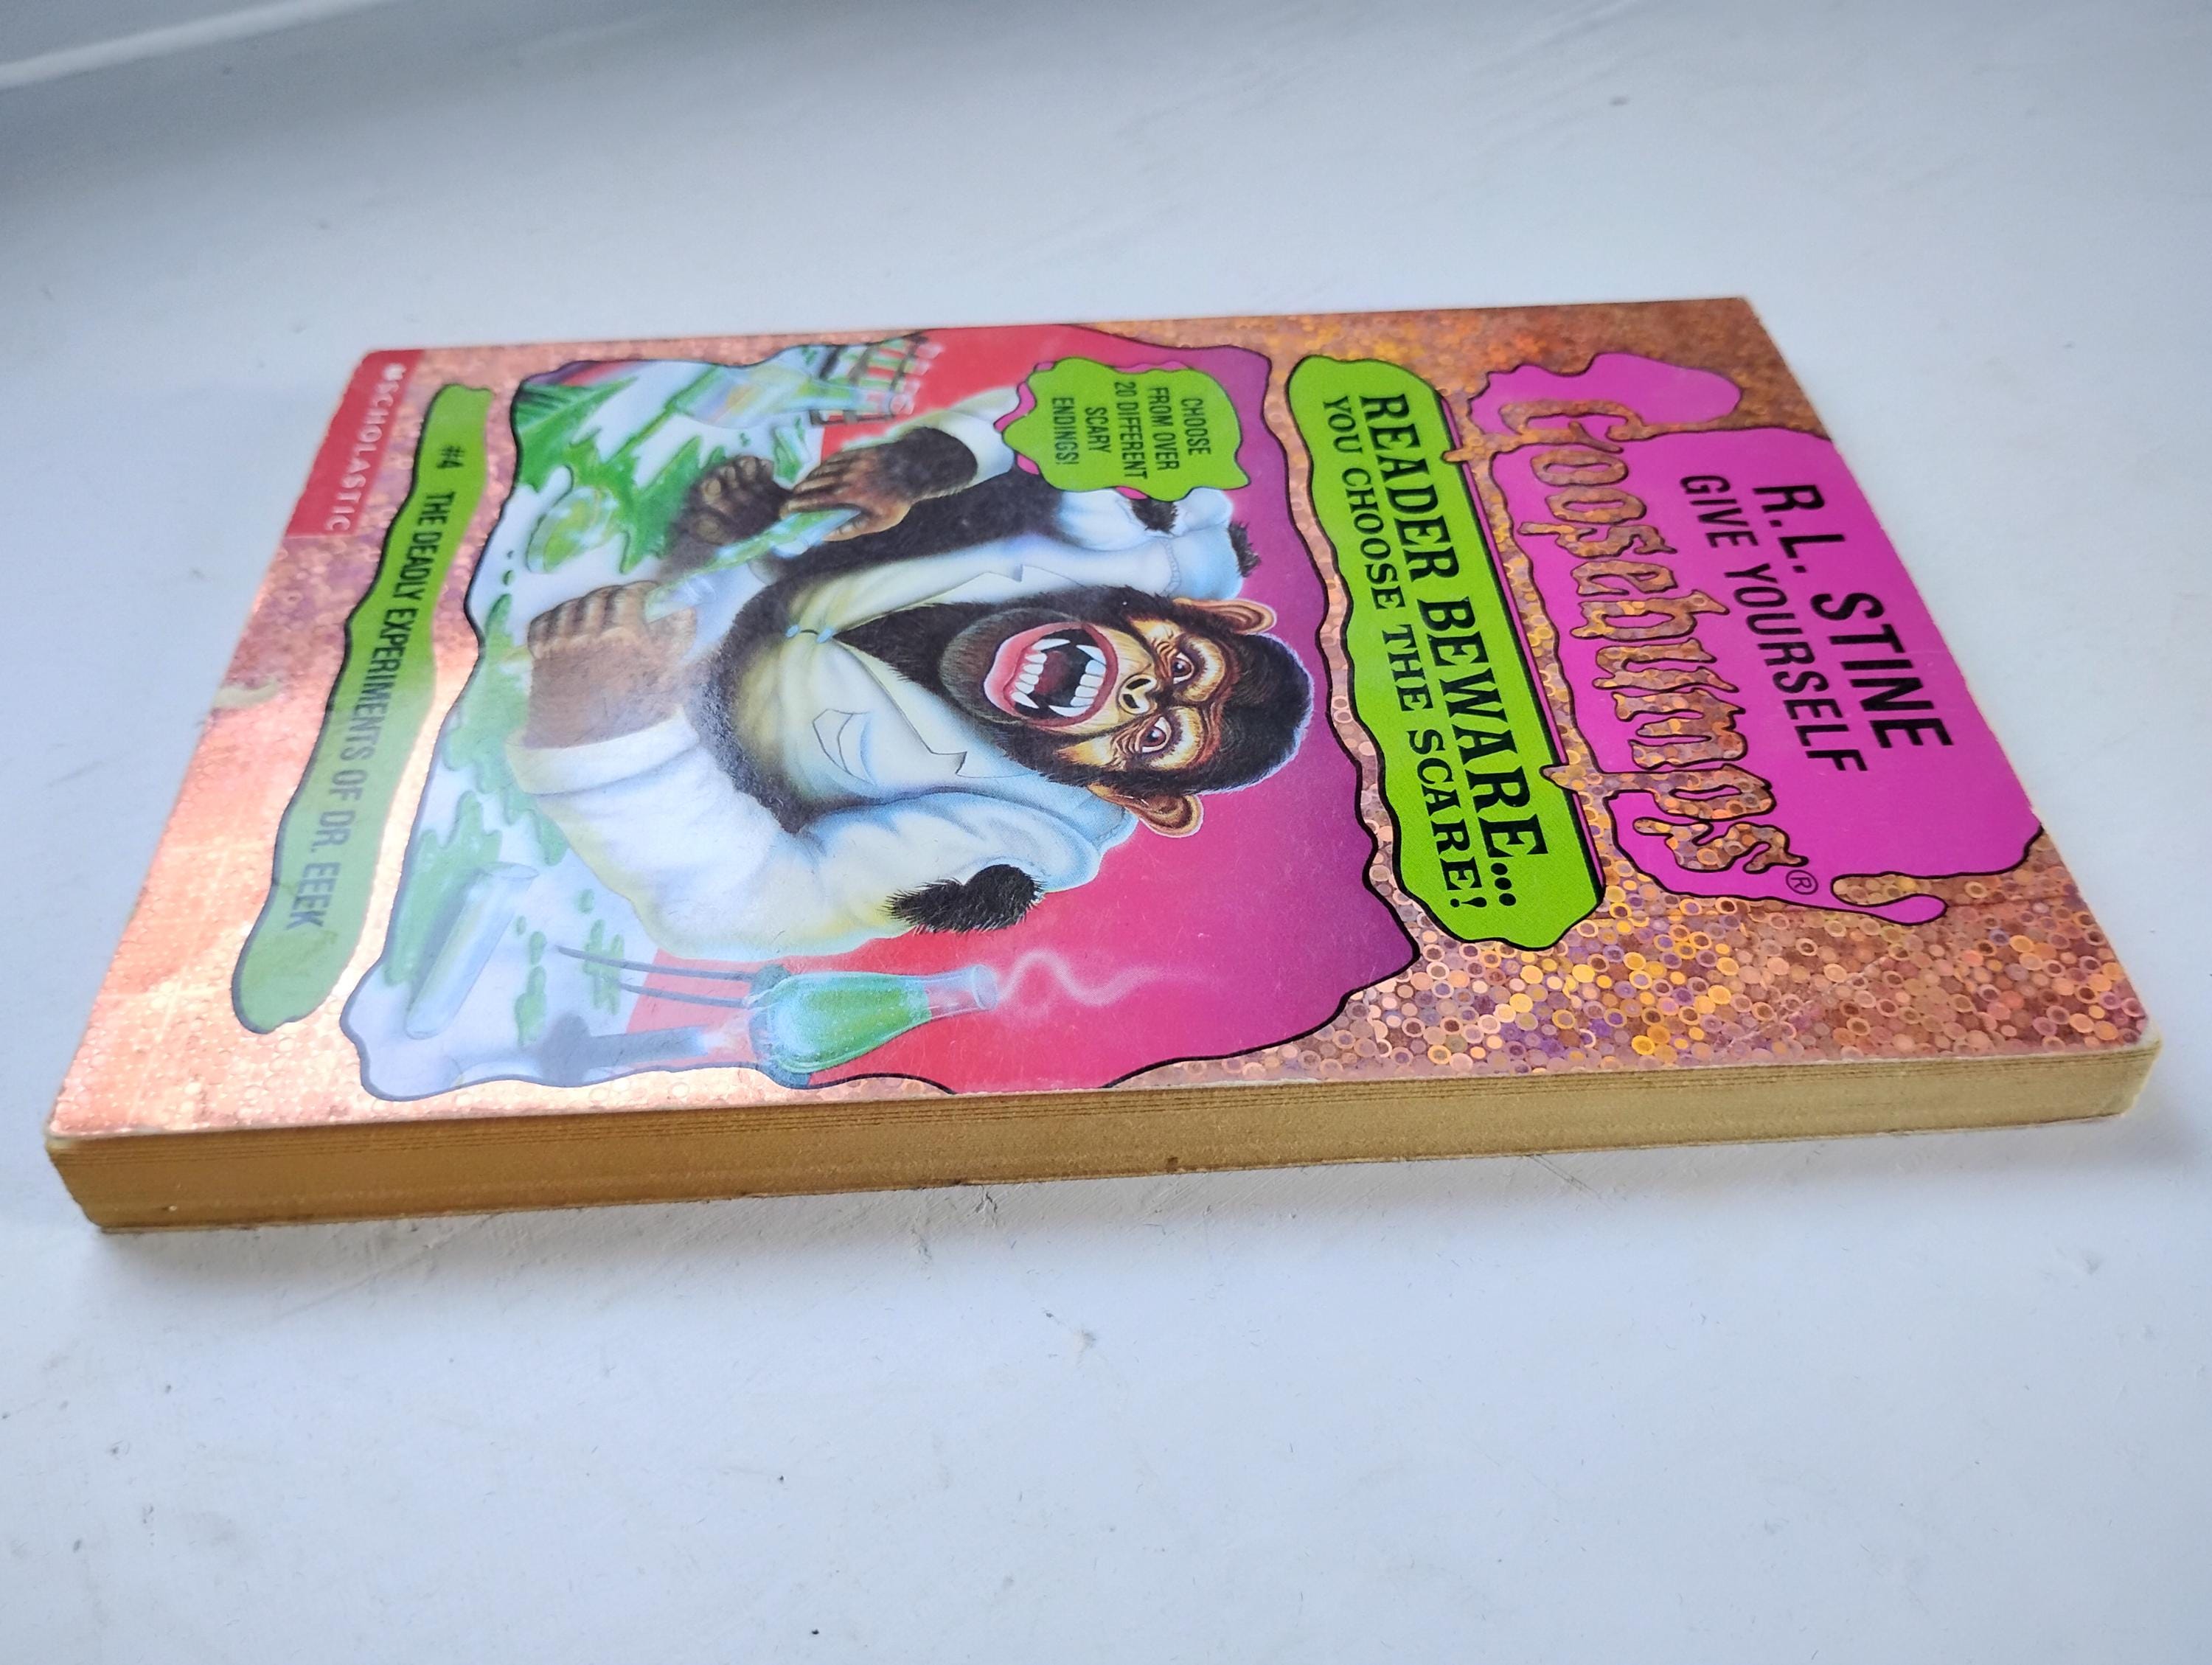 R.L. STINE
GIVE YOURSELF
Goosebumps®
READER BEWARE...
YOU CHOOSE THE SCARE!
CHOOSE
FROM OVER
20 DIFFERENT
SCARY
ENDINGS!
#4 THE DEADLY EXPERIMENTS OF DR. EEEK
SCHOLASTIC